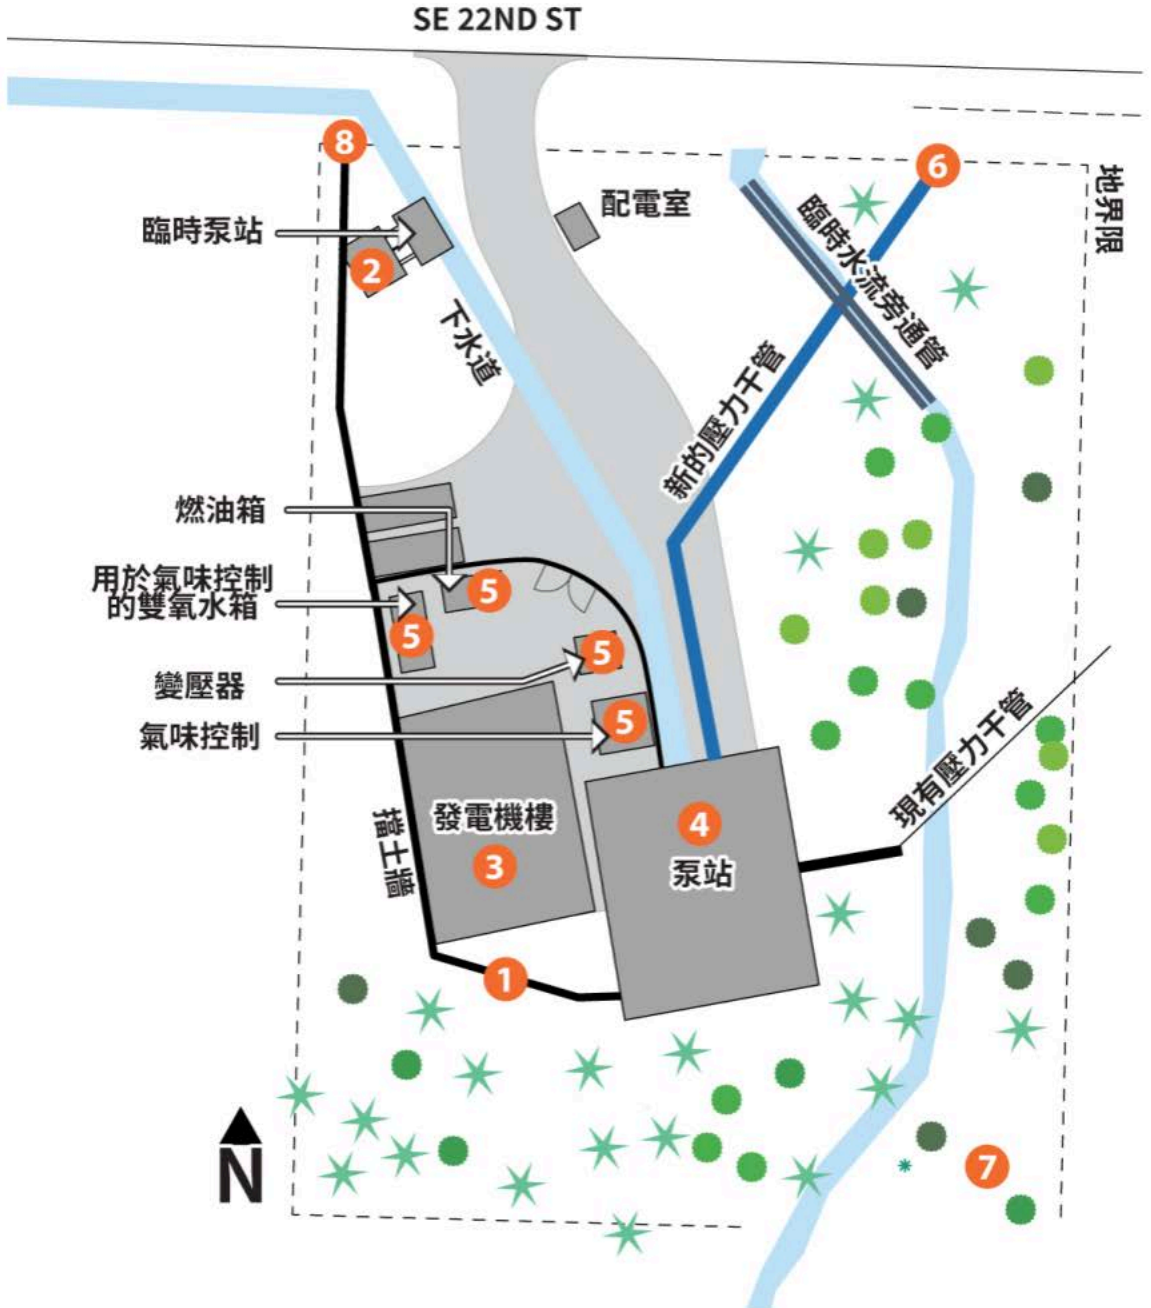 SE 22ND ST
8
6
地界限
配電室
臨時泵站
臨時水流旁通管
2
下水道
新的壓力干管
燃油箱
5
用於氣味控制
的雙氧水箱
5
5
變壓器
現有壓力干管
5
氣味控制
擋土牆
發電機樓
4
3
泵站
1
N
7